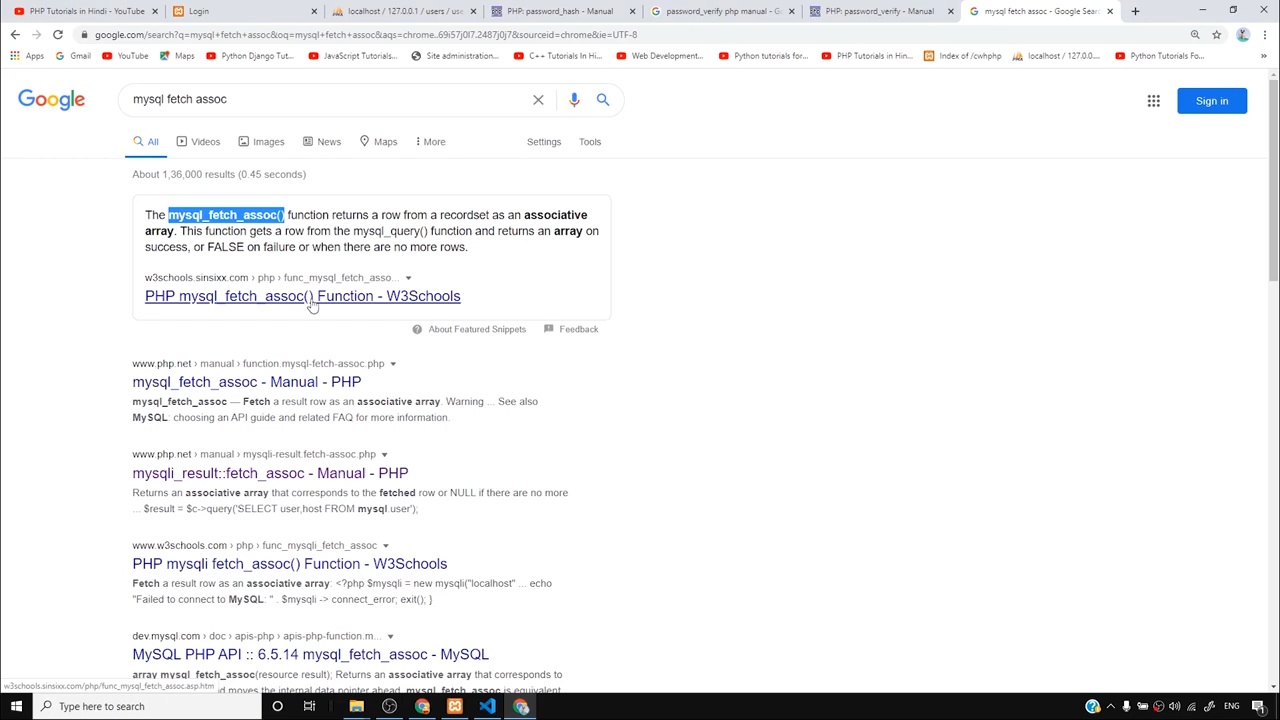 PHP Tutorials in Hindi - YouTube
Login
localhost / 127.0.0.1 / users / use
PHP: password_hash - Manual
password_verify php manual - Go
PHP: password_verify - Manual
mysql fetch assoc - Google Sear
google.com/search?q=mysql+fetch+assoc&oq=mysql+fetch+assoc&aqs=chrome..69i57j0l7.2487j0j7&sourceid=chrome&ie=UTF-8
Apps
Gmail
YouTube
Maps
Python Django Tut...
JavaScript Tutorials...
Site administration...
C++ Tutorials In Hi...
Web Development...
Python tutorials for...
PHP Tutorials in Hin...
Index of /cwhphp
localhost / 127.0.0....
Python Tutorials Fo...
»
Google
mysql fetch assoc
Sign in
All
Videos
Images
News
Maps
More
Settings
Tools
About 1,36,000 results (0.45 seconds)
The mysql_fetch_assoc() function returns a row from a recordset as an associative
array. This function gets a row from the mysql_query() function and returns an array on
success, or FALSE on failure or when there are no more rows.
w3schools.sinsixx.com › php › func_mysql_fetch_asso...
PHP mysql_fetch_assoc() Function - W3Schools
About Featured Snippets
Feedback
www.php.net › manual › function.mysql-fetch-assoc.php
mysql_fetch_assoc - Manual - PHP
mysql_fetch_assoc — Fetch a result row as an associative array. Warning ... See also
MySQL: choosing an API guide and related FAQ for more information.
www.php.net › manual › mysqli-result.fetch-assoc.php
mysqli_result::fetch_assoc - Manual - PHP
Returns an associative array that corresponds to the fetched row or NULL if there are no more
... $result = $c->query('SELECT user,host FROM mysql.user');
www.w3schools.com › php › func_mysqli_fetch_assoc
PHP mysqli fetch_assoc() Function - W3Schools
Fetch a result row as an associative array: <?php $mysqli = new mysqli("localhost" ... echo
"Failed to connect to MySQL: " . $mysqli -> connect_error; exit(); }
dev.mysql.com › doc › apis-php › apis-php-function.m...
MySQL PHP API :: 6.5.14 mysql_fetch_assoc - MySQL
array mysql_fetch_assoc(resource result); Returns an associative array that corresponds to
w3schools.sinsixx.com/php/func_mysql_fetch_assoc.asp.htm
d moves the internal data pointer ahead. mysql_fetch_assoc is equivalent
Type here to search
ENG